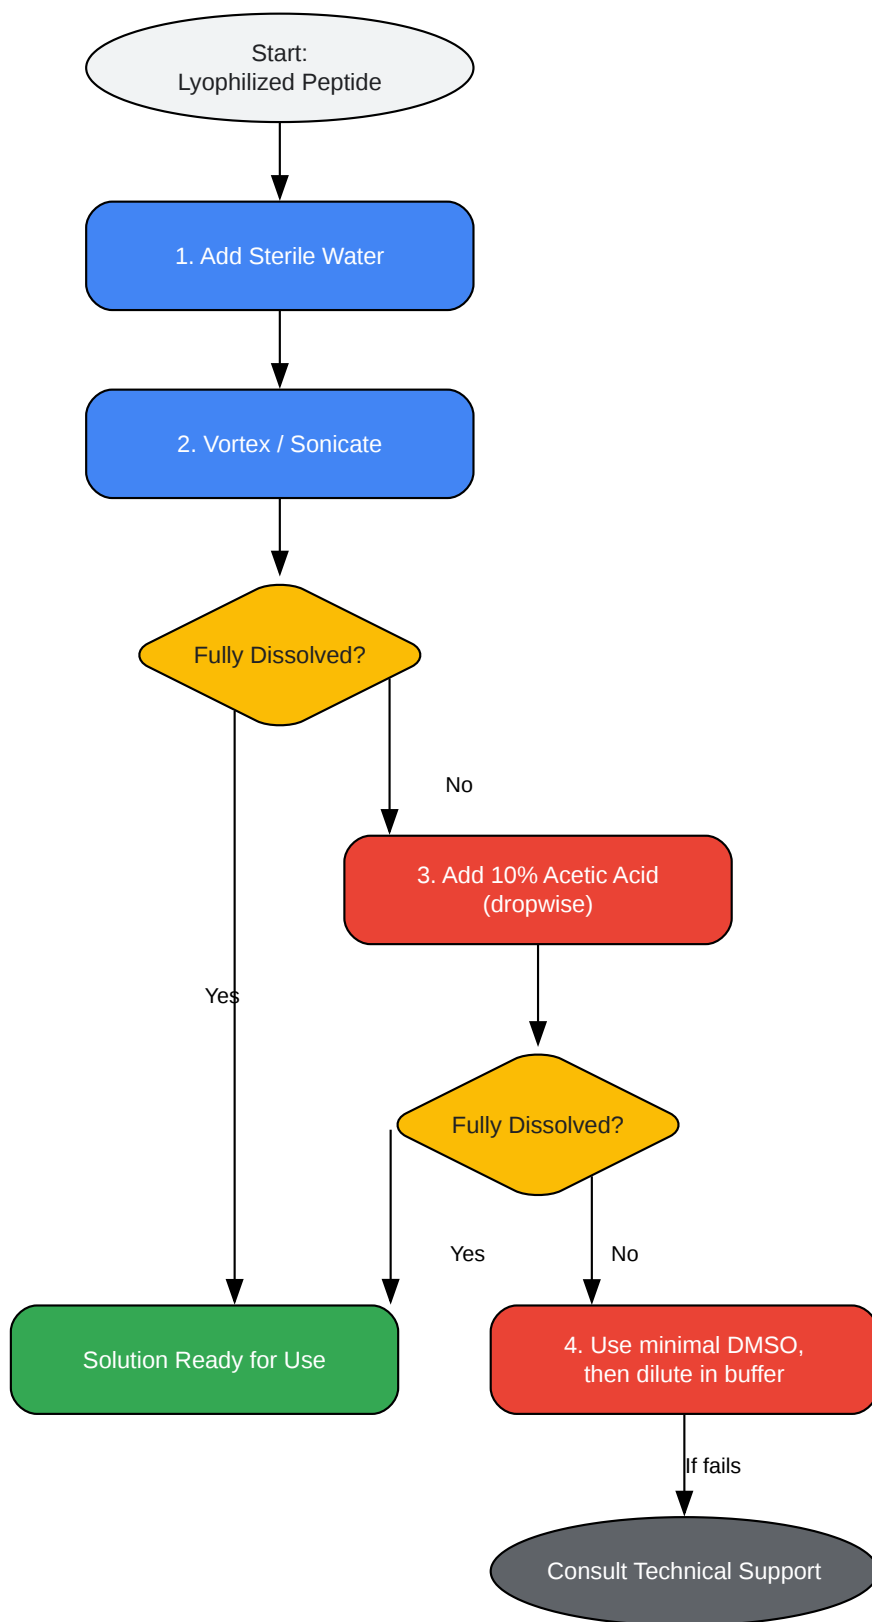 Start:
Lyophilized Peptide
1. Add Sterile Water
2. Vortex / Sonicate
Fully Dissolved?
No
3. Add 10% Acetic Acid
(dropwise)
Yes
Fully Dissolved?
Yes
No
Solution Ready for Use
4. Use minimal DMSO,
then dilute in buffer
If fails
Consult Technical Support